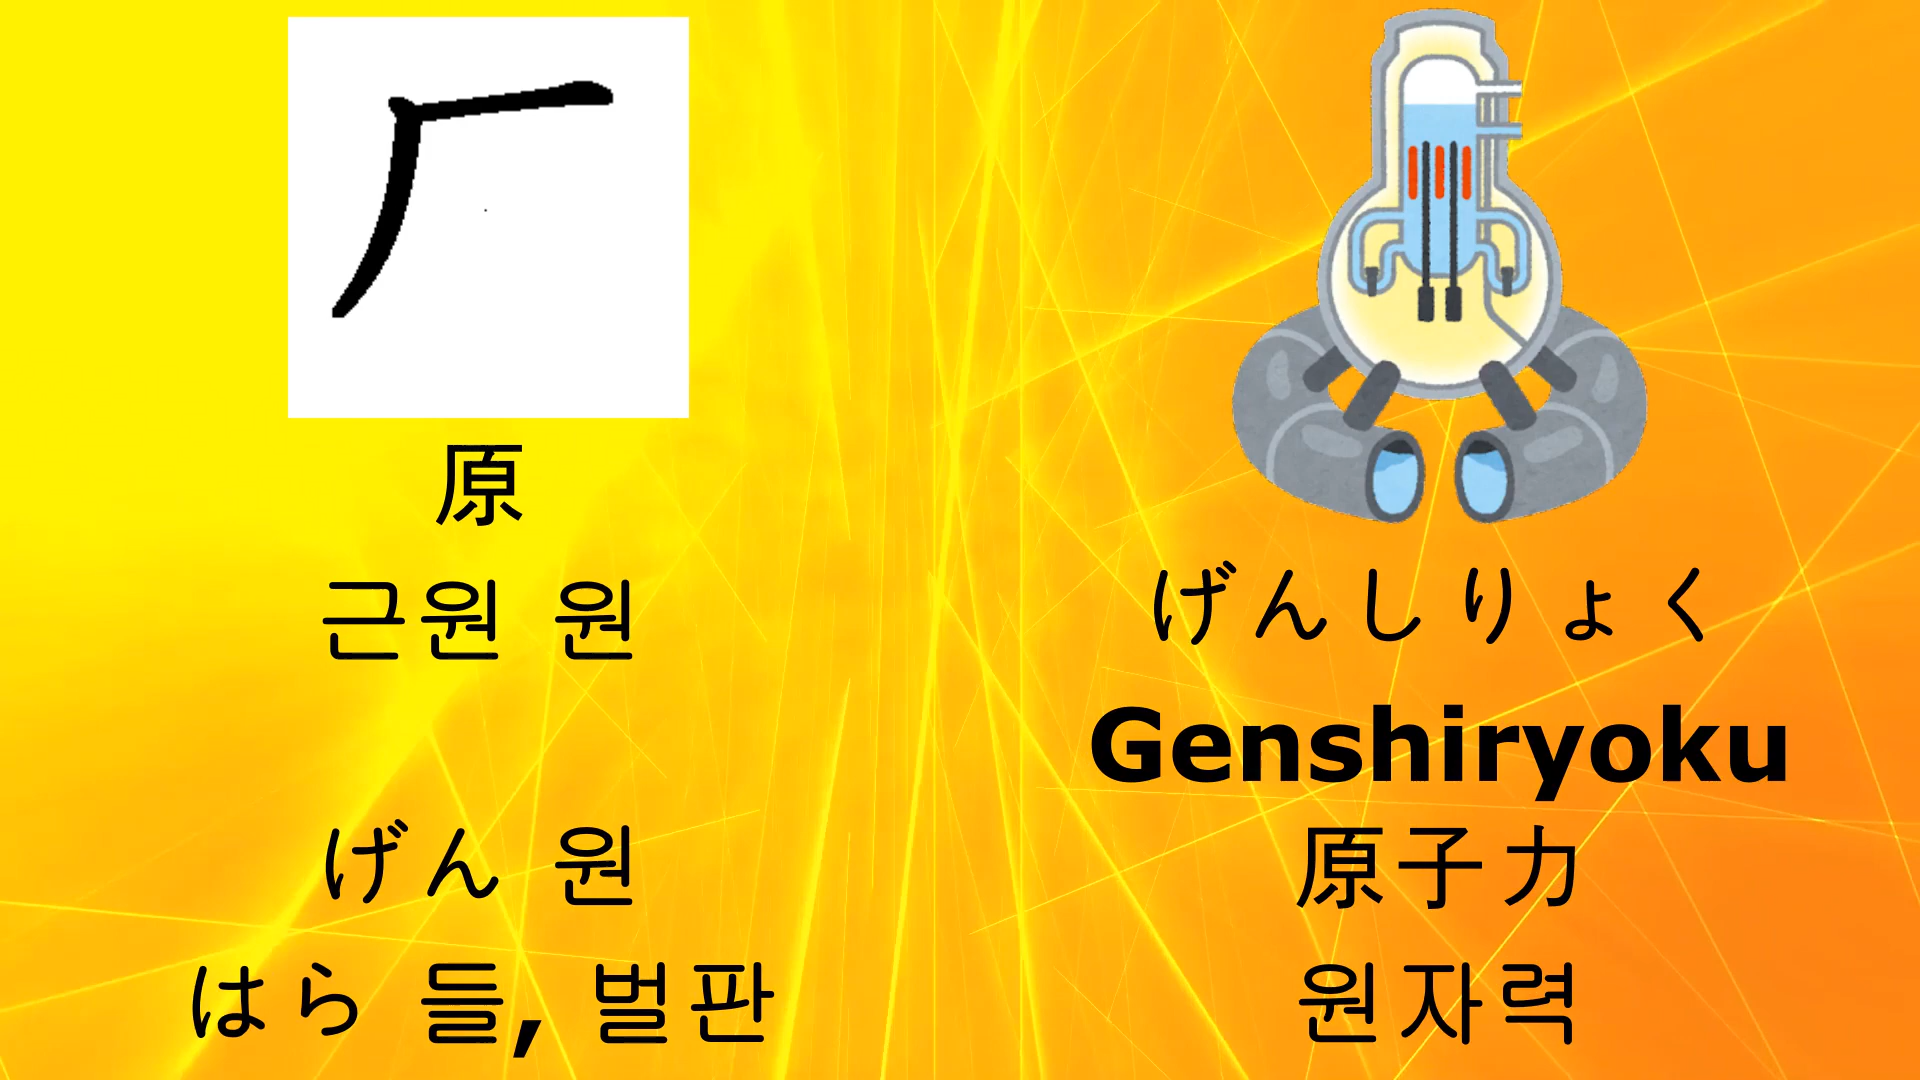 原
근원 원
げん 원
はら 들, 벌판
げんしりょく
Genshiryoku
原子力
원자력